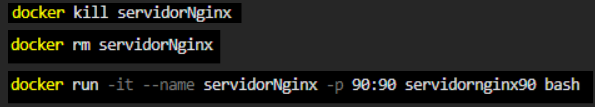 docker kill servidorNginx
docker rm servidorNginx
docker run -it --name servidorNginx -p 90:90 servidornginx90 bash